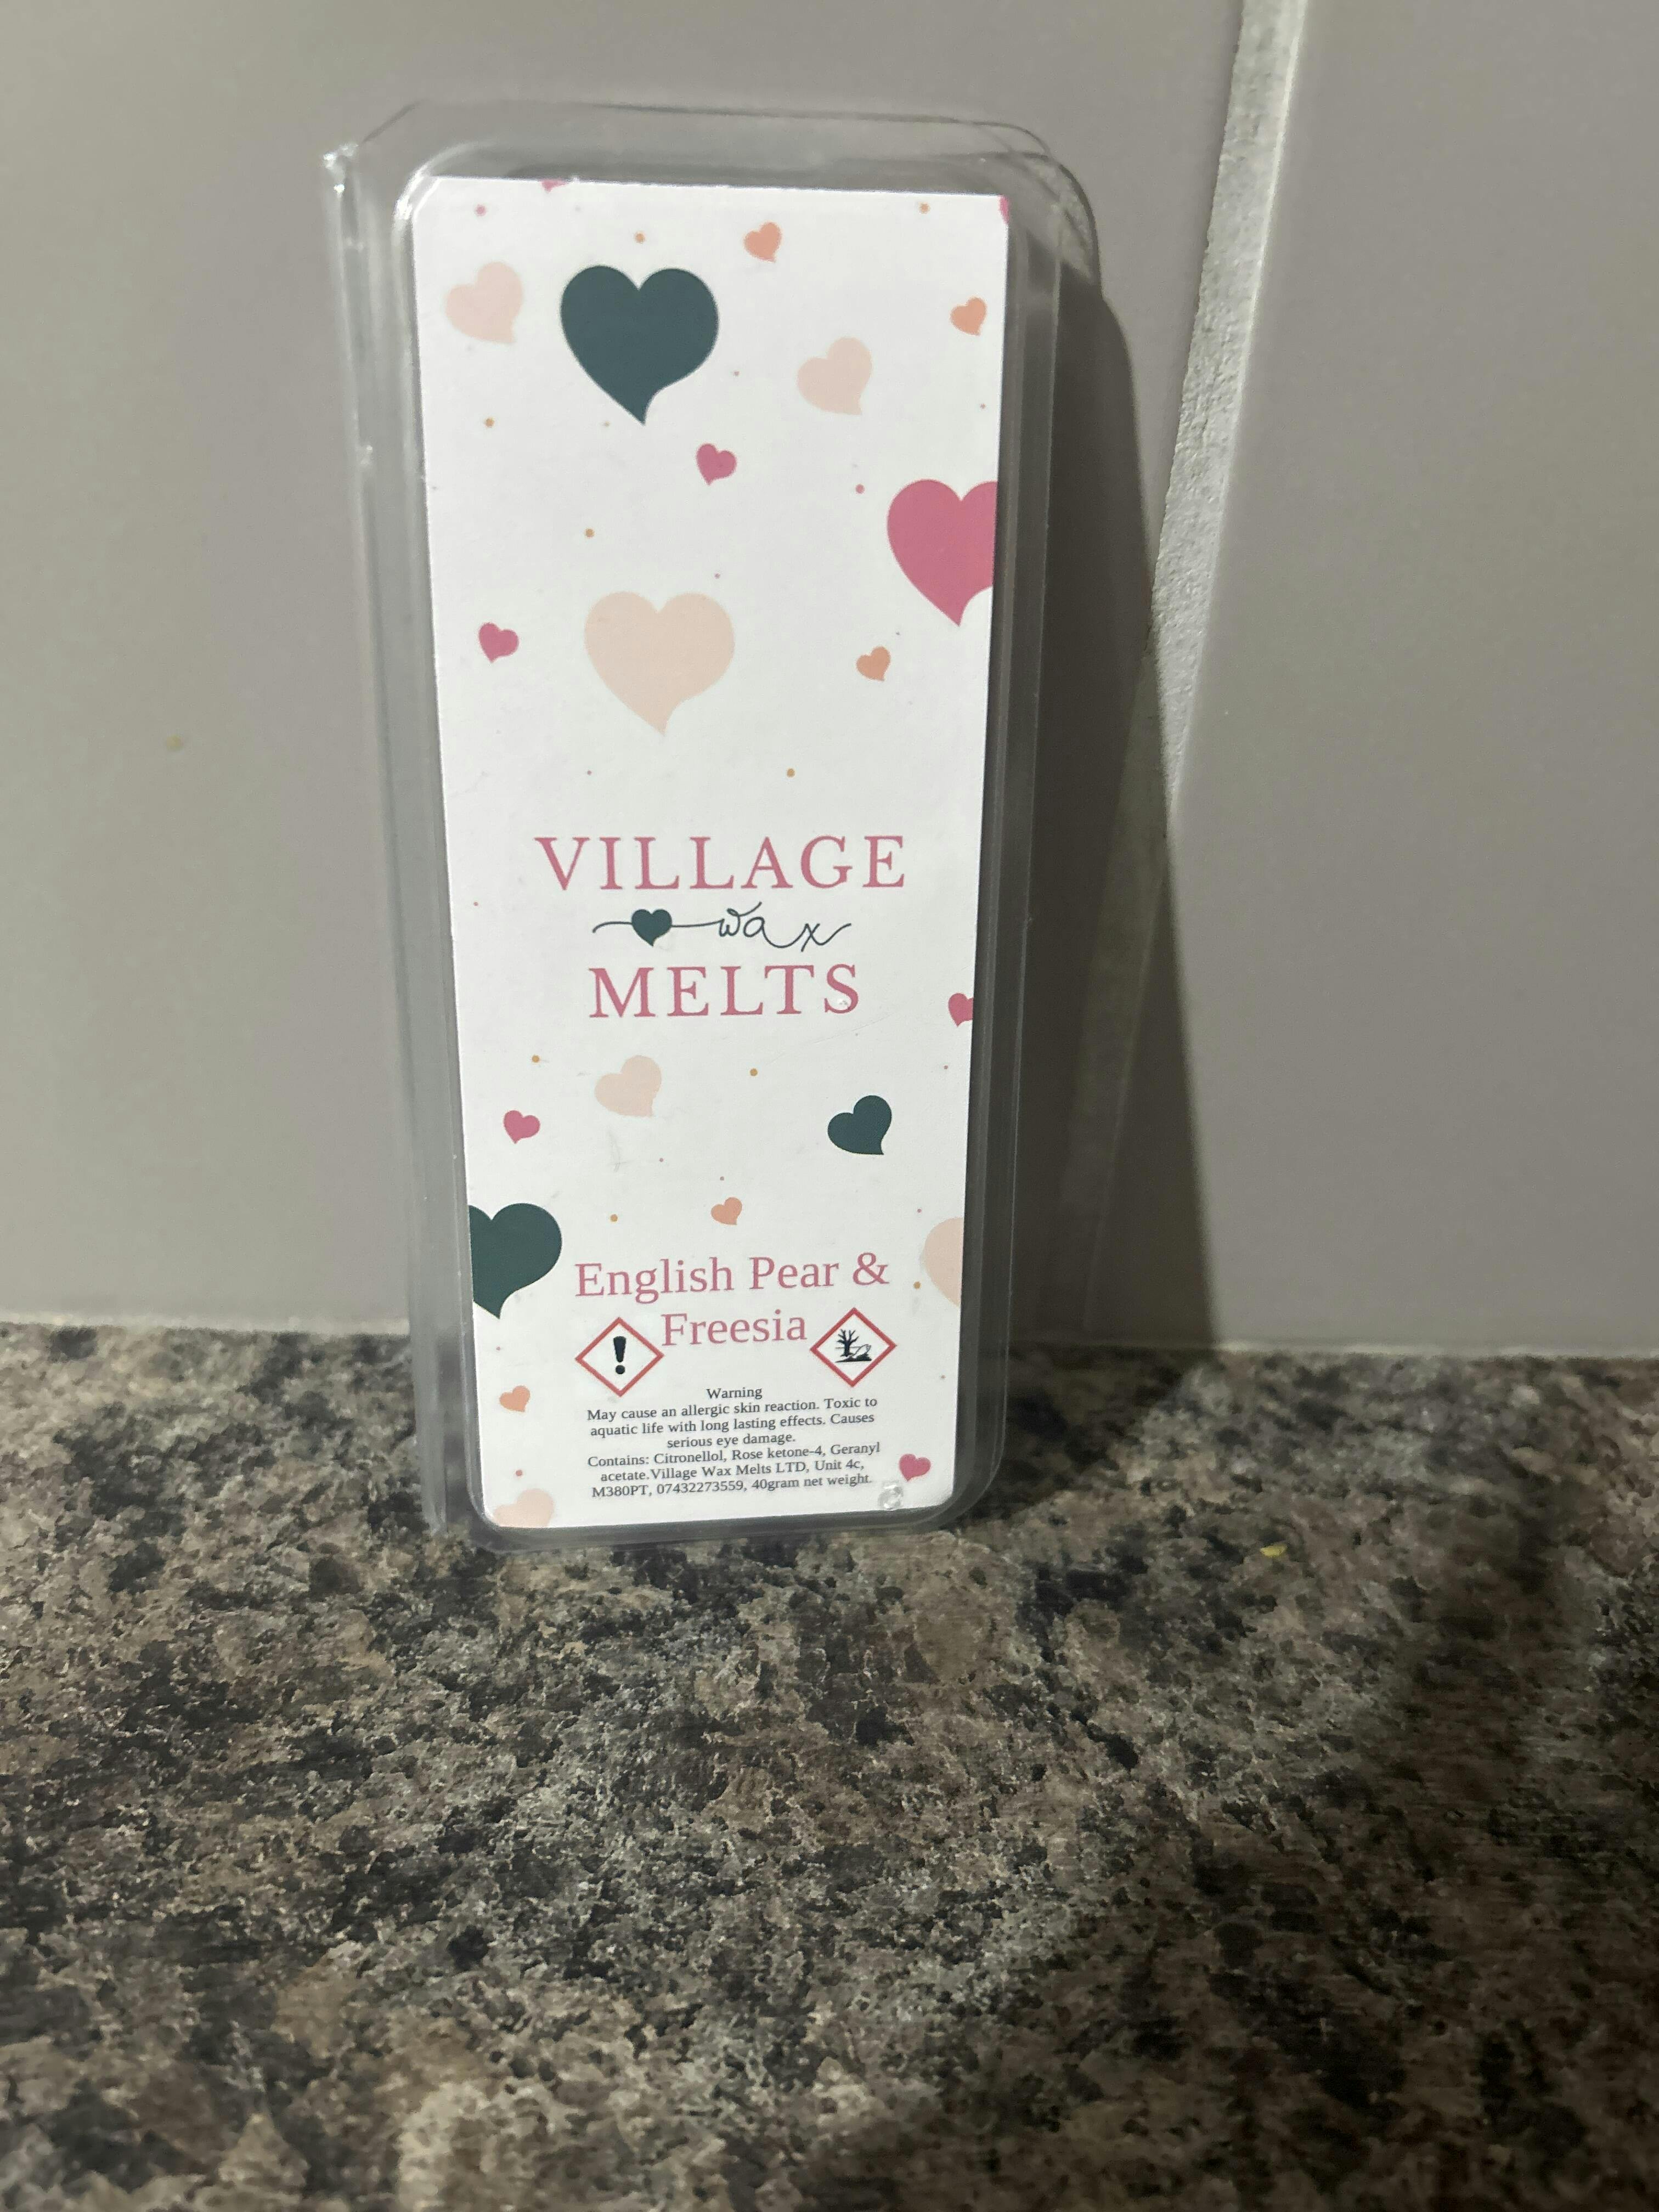 VILLAGE
wax
MELTS
English Pear &
Freesia
Warning
May cause an allergic skin reaction. Toxic to
aquatic life with long lasting effects. Causes
serious eye damage.
Contains: Citronellol, Rose ketone-4, Geranyl
acetate.Village Wax Melts LTD, Unit 4c,
M380PT, 07432273559, 40gram net weight.